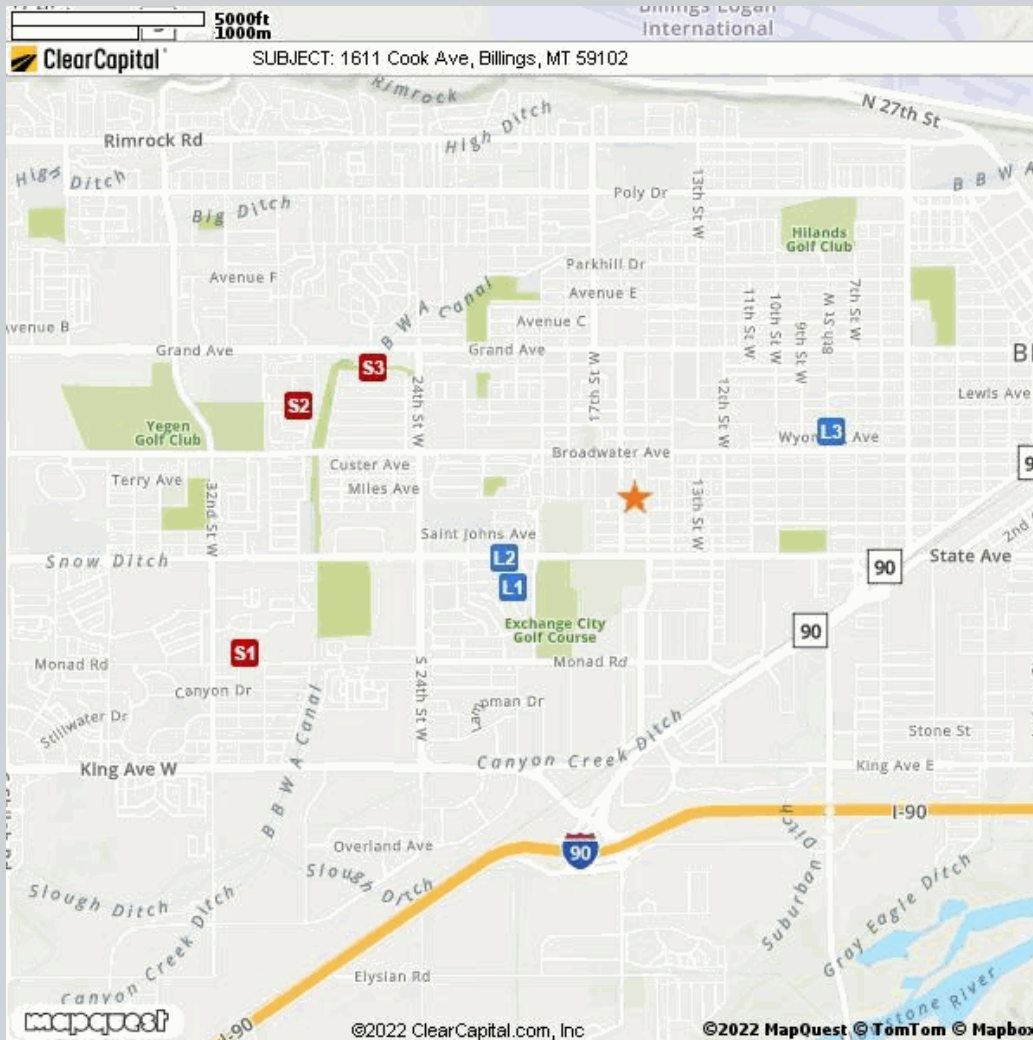 5000ft
1000m
Billings Logan
International
ClearCapital
SUBJECT: 1611 Cook Ave, Billings, MT 59102
Rimrock
N 27th St
High Ditch
Rimrock Rd
Ditch
B B W A
Poly Dr
13th St W
Big Ditch
Hilands
Golf Club
Parkhill Dr
Avenue F
Avenue E
7th St W
8th St W
9th St W
10th St W
11th St W
B B W A Canal
Avenue C
Avenue B
Grand Ave
Grand Ave
S3
17th St W
24th St W
12th St W
Lewis Ave
S2
Yegen
Golf Club
L3
Ave
Broadwater Ave
Custer Ave
Terry Ave
Miles Ave
32nd St W
13th St W
Saint Johns Ave
2nd
Snow Ditch
L2
90
State Ave
L1
Exchange City
Golf Course
90
S1
Monad Rd
Monad Rd
Canyon Dr
S 24th St W
Stillwater Dr
B B W A Canal
Canyon Creek Ditch
Stone St
King Ave W
King Ave E
I-90
90
Overland Ave
Slough Ditch
Slough Ditch
Suburban Ditch
Gray Eagle Ditch
Canyon Creek Ditch
Elysian Rd
River
I-90
mapquest
©2022 ClearCapital.com, Inc
©2022 MapQuest © TomTom © Mapbox